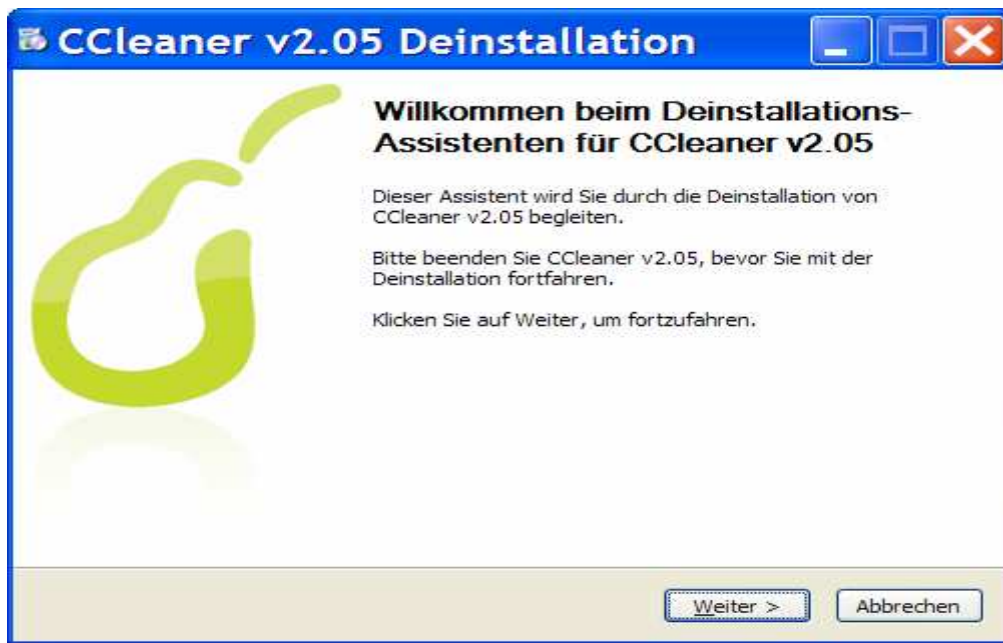 CCleaner v2.05 Deinstallation
Willkommen beim Deinstallations-
Assistenten für CCleaner v2.05
Dieser Assistent wird Sie durch die Deinstallation von
CCleaner v2.05 begleiten.
Bitte beenden Sie CCleaner v2.05, bevor Sie mit der
Deinstallation fortfahren.
Klicken Sie auf Weiter, um fortzufahren.
Weiter >
Abbrechen